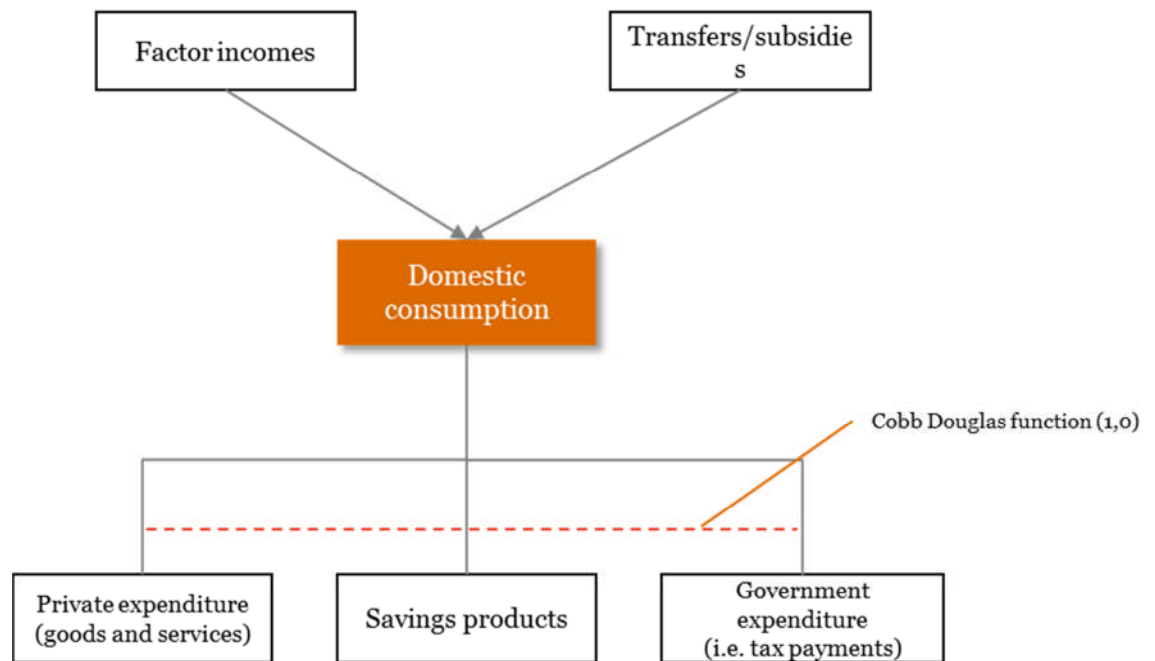 Factor incomes
Transfers/subsidie
s
Domestic
consumption
Cobb Douglas function (1,0)
Private expenditure
(goods and services)
Savings products
Government
expenditure
(i.e. tax payments)